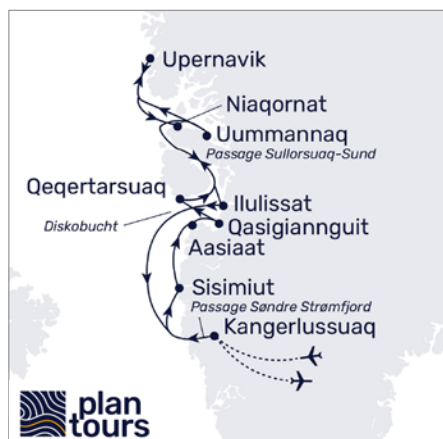 Upernavik
Niaqornat
Uummannaq
Passage Sullorsuaq-Sund
Qeqertarsuaq
Ilulissat
Diskobucht
Qasigiannguit
Aasiaat
Sisimiut
Passage Søndre Strømfjord
Kangerlussuaq
plan
tours